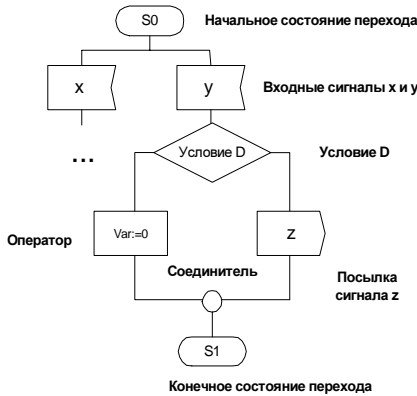 S0
Начальное состояние перехода
x
y
Входные сигналы x и y
...
Условие D
Условие D
Оператор
Var:=0
z
Соединитель
Посылка
сигнала z
S1
Конечное состояние перехода